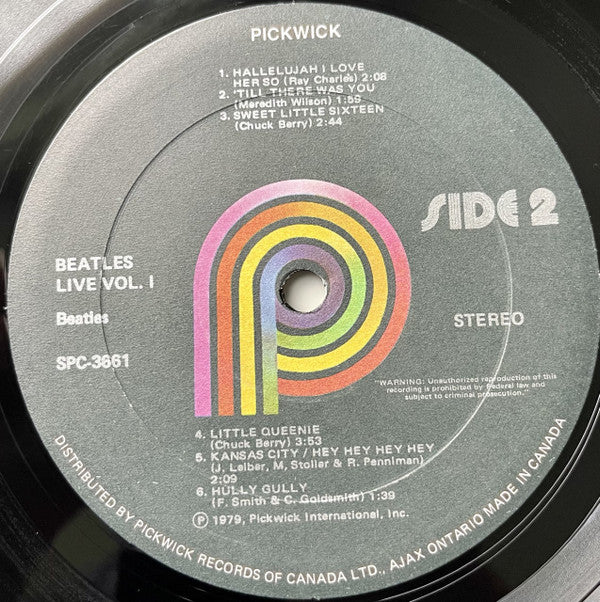 PICKWICK
1. HALLELUJAH I LOVE
HER SO (Ray Charles) 2:08
2. 'TILL THERE WAS YOU
(Meredith Wilson) 1:59
3. SWEET LITTLE SIXTEEN
(Chuck Berry) 2:44
SIDE 2
BEATLES
LIVE VOL. I
Beatles
SPC-3661
STEREO
"WARNING: Unauthorized reproduction of this
recording is prohibited by Federal law and
subject to criminal prosecution."
4. LITTLE QUEENIE
(Chuck Berry) 3:53
5. KANSAS CITY / HEY HEY HEY HEY
(J. Leiber, M, Stoller & R. Penniman)
2:09
6. HULLY GULLY
(F. Smith & C. Goldsmith) 1:39
Ⓟ 1979, Pickwick International, Inc.
DISTRIBUTED BY PICKWICK RECORDS OF CANADA LTD., AJAX ONTARIO MADE IN CANADA